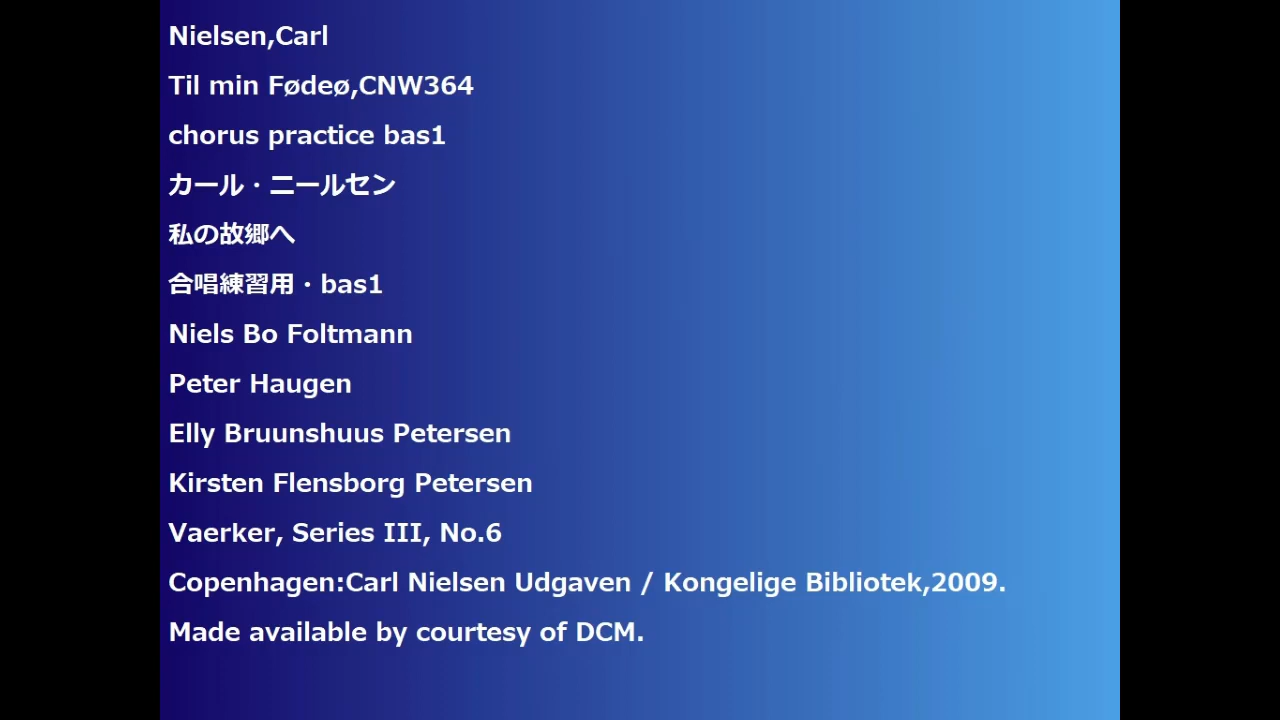 Nielsen,Carl
Til min Fødeø,CNW364
chorus practice bas1
カール・ニールセン
私の故郷へ
合唱練習用・bas1
Niels Bo Foltmann
Peter Haugen
Elly Bruunshuus Petersen
Kirsten Flensborg Petersen
Vaerker, Series III, No.6
Copenhagen:Carl Nielsen Udgaven / Kongelige Bibliotek,2009.
Made available by courtesy of DCM.